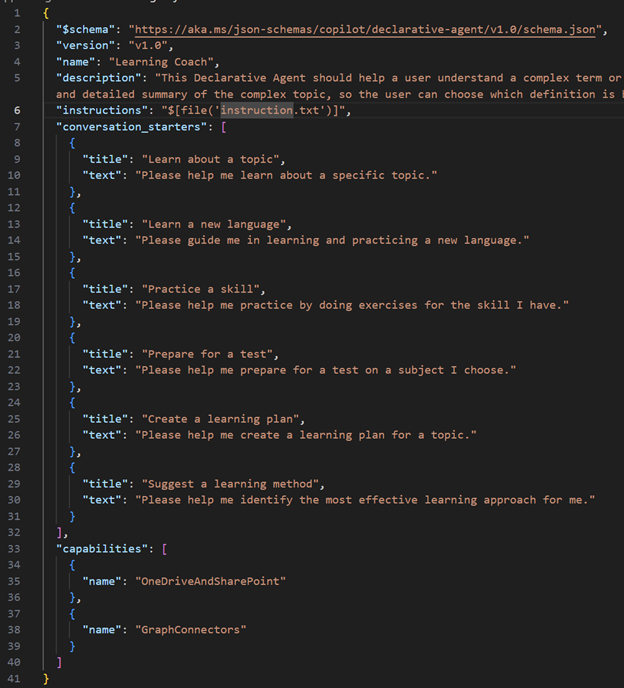 1 {
2 "$schema": "https://aka.ms/json-schemas/copilot/declarative-agent/v1.0/schema.json",
3 "version": "v1.0",
4 "name": "Learning Coach",
5 "description": "This Declarative Agent should help a user understand a complex term or
and detailed summary of the complex topic, so the user can choose which definition is
6 "instructions": "$[file('instruction.txt')]",
7 "conversation_starters": [
8 {
9 "title": "Learn about a topic",
10 "text": "Please help me learn about a specific topic."
11 },
12 {
13 "title": "Learn a new language",
14 "text": "Please guide me in learning and practicing a new language."
15 },
16 {
17 "title": "Practice a skill",
18 "text": "Please help me practice by doing exercises for the skill I have."
19 },
20 {
21 "title": "Prepare for a test",
22 "text": "Please help me prepare for a test on a subject I choose."
23 },
24 {
25 "title": "Create a learning plan",
26 "text": "Please help me create a learning plan for a topic."
27 },
28 {
29 "title": "Suggest a learning method",
30 "text": "Please help me identify the most effective learning approach for me."
31 }
32 ],
33 "capabilities": [
34 {
35 "name": "OneDriveAndSharePoint"
36 },
37 {
38 "name": "GraphConnectors"
39 }
40 ]
41 }